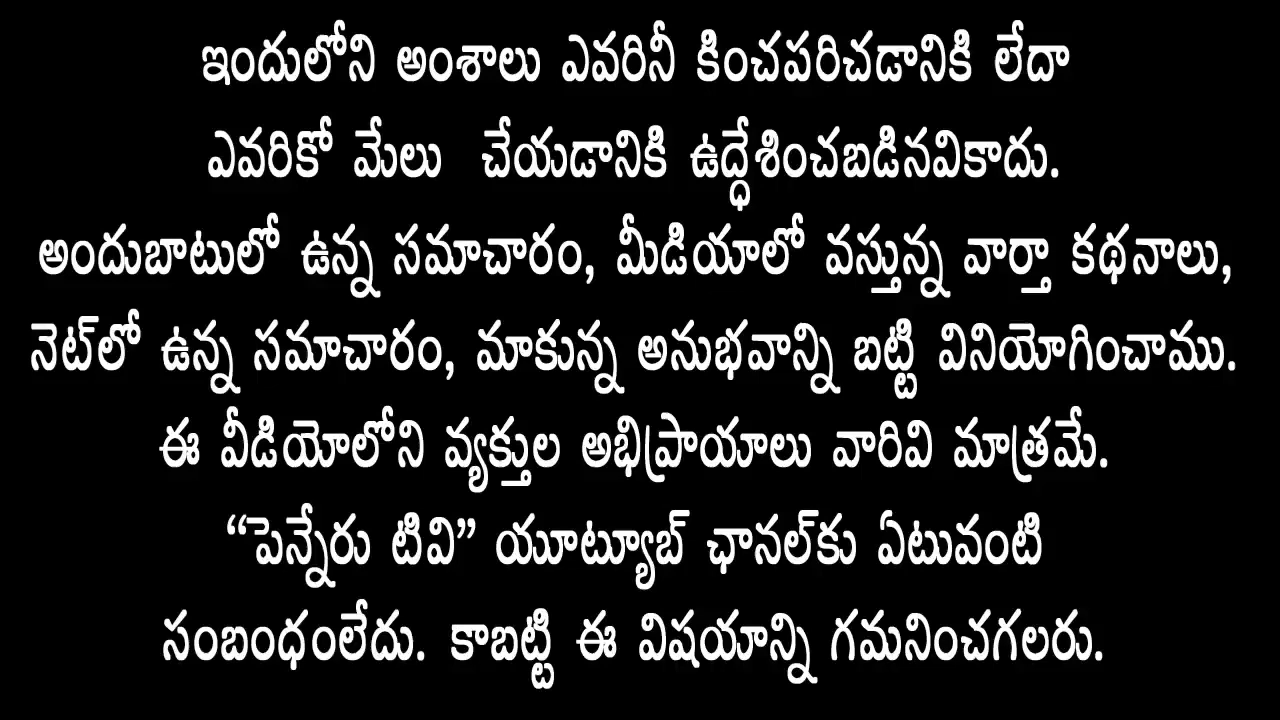 ఇందులోని అంశాలు ఎవరినీ కించపరిచడానికి లేదా
ఎవరికో మేలు చేయడానికి ఉద్ధేశించబడినవికాదు.
అందుబాటులో ఉన్న సమాచారం, మీడియాలో వస్తున్న వార్తా కథనాలు,
నెట్‌లో ఉన్న సమాచారం, మాకున్న అనుభవాన్ని బట్టి వినియోగించాము.
ఈ వీడియోలోని వ్యక్తుల అభిప్రాయాలు వారివి మాత్రమే.
“పెన్నేరు టివి” యూట్యూబ్ ఛానల్‌కు ఏటువంటి
సంబంధంలేదు. కాబట్టి ఈ విషయాన్ని గమనించగలరు.